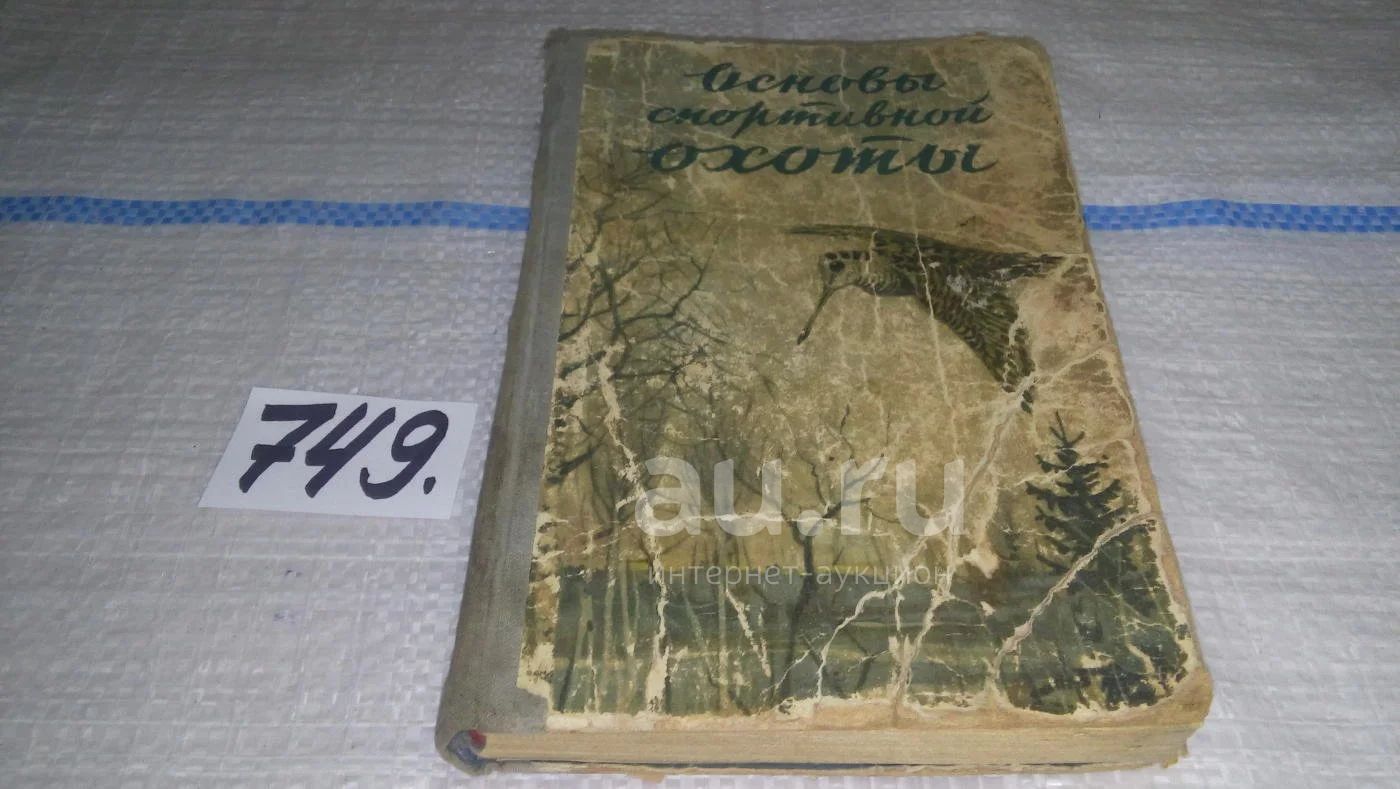 Основы
спортивной
охоты
749.
au.ru
интернет-аукцион